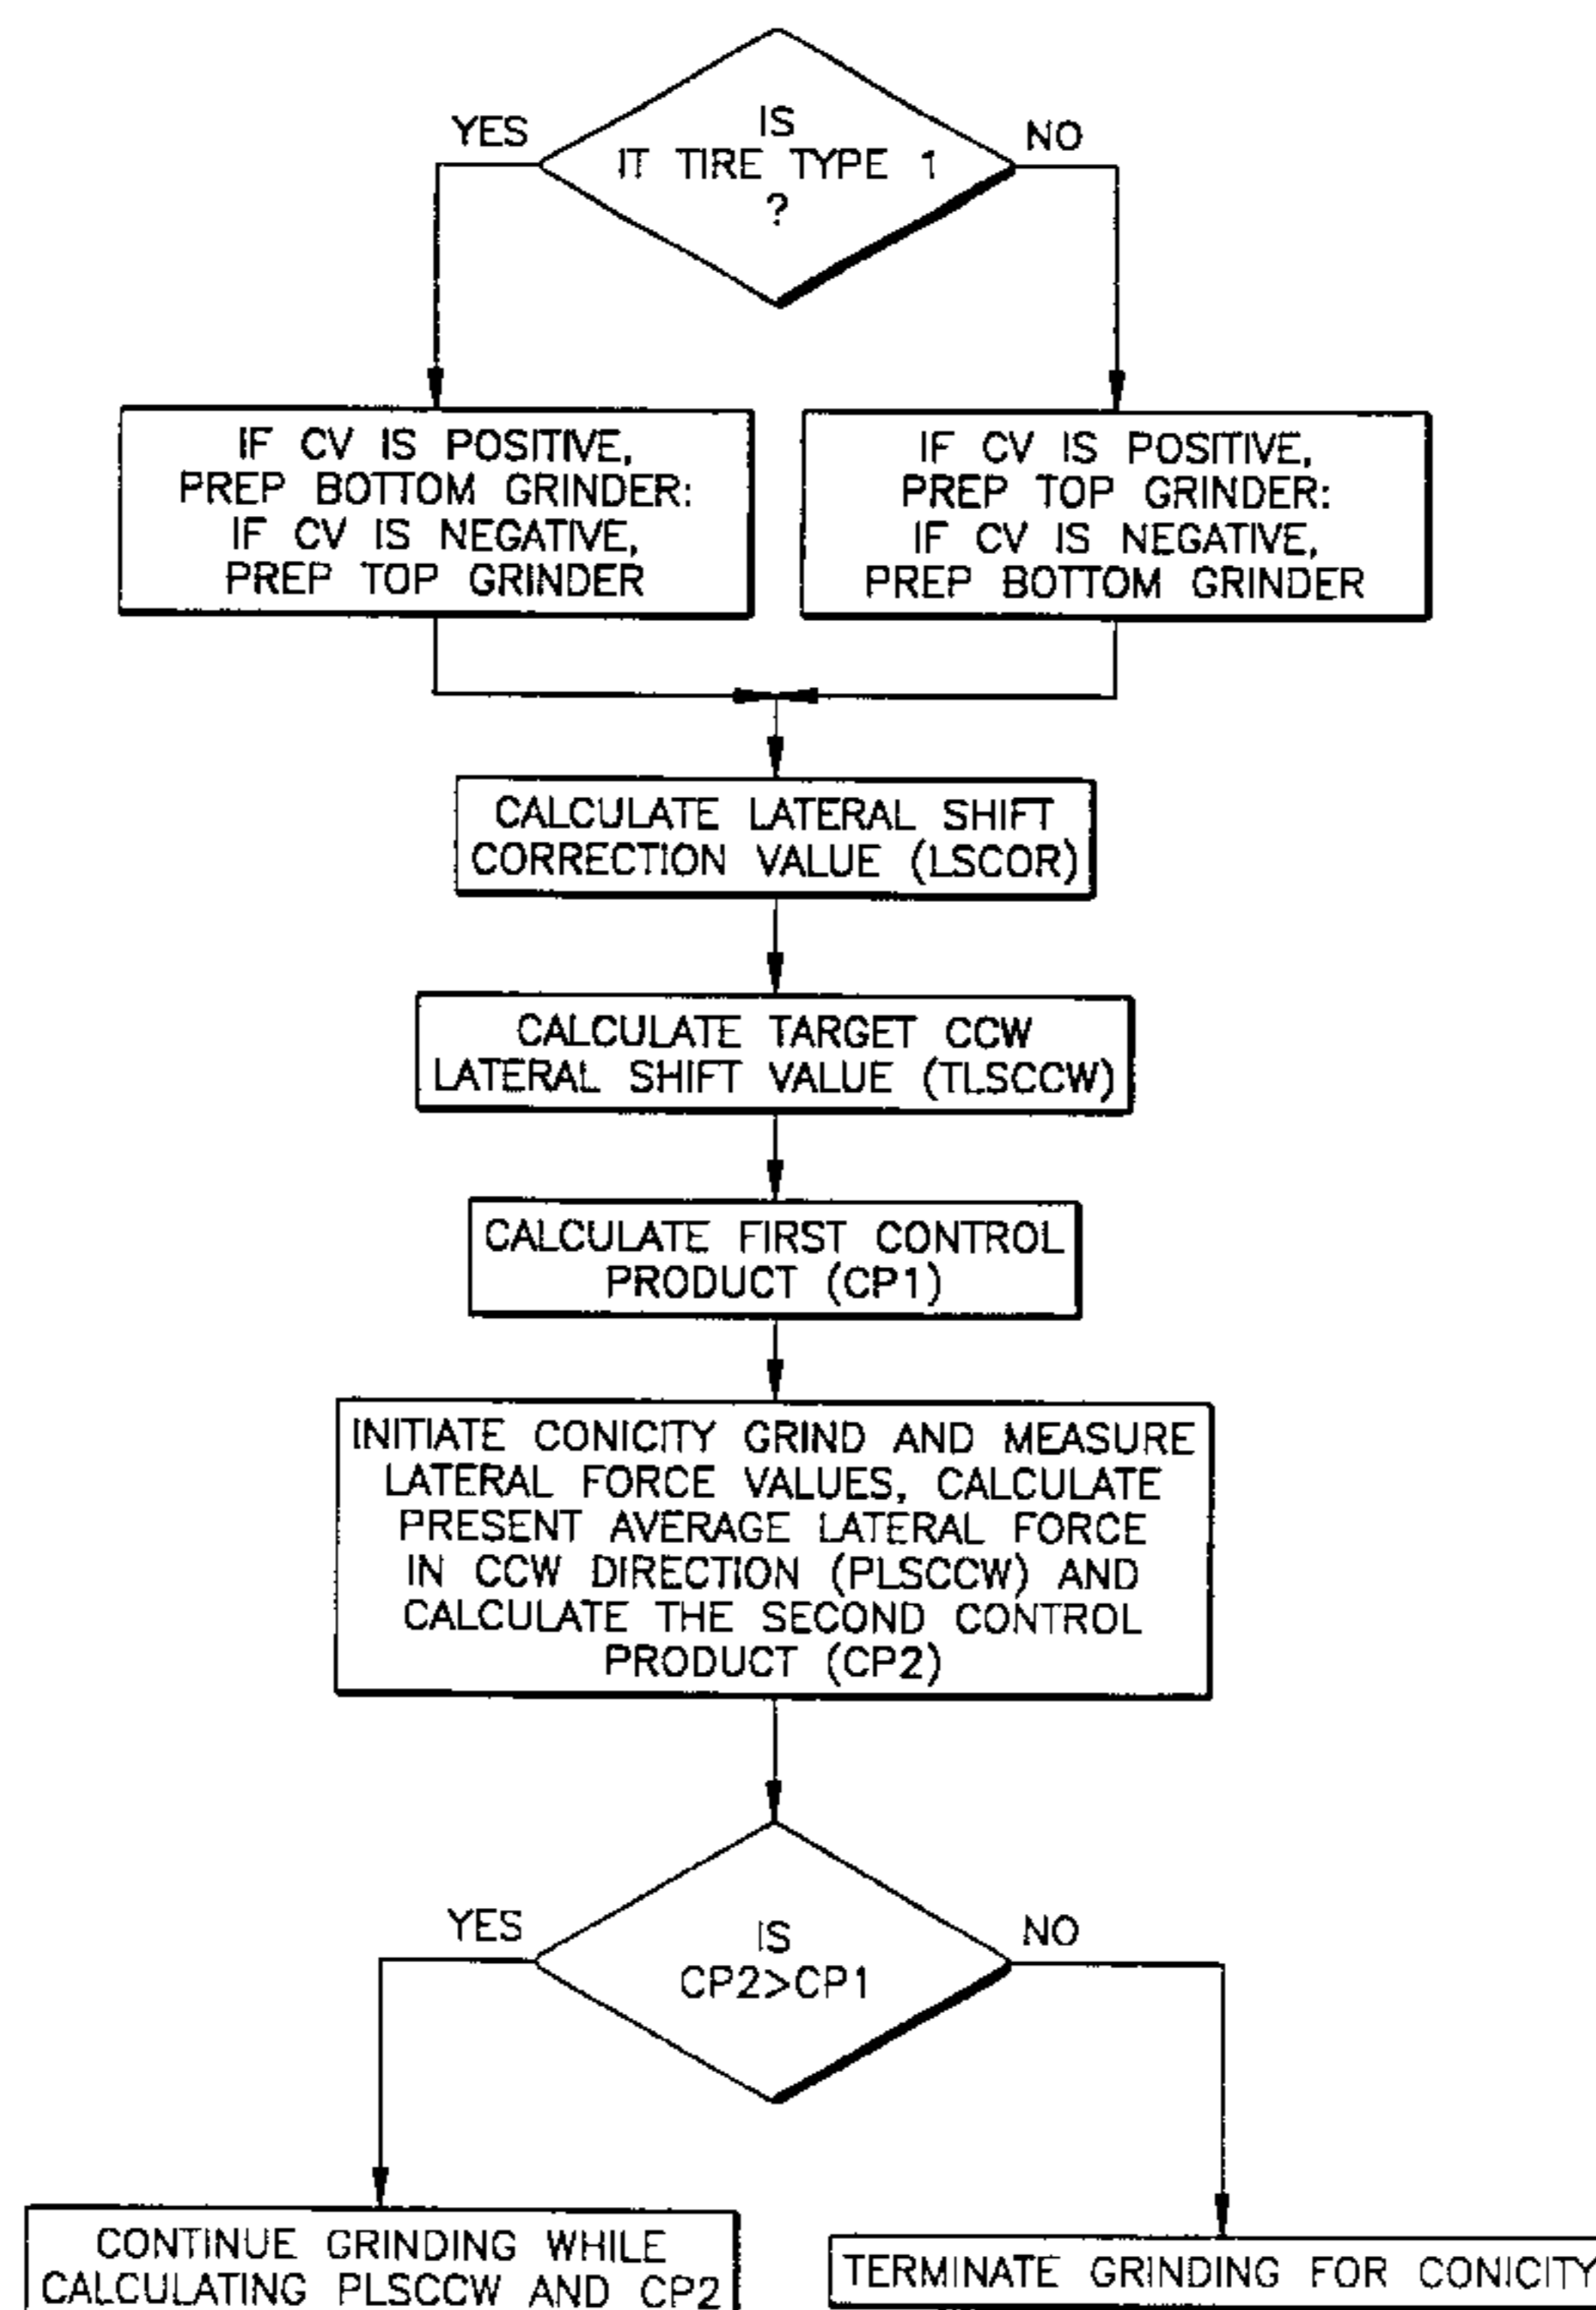 IS
IT TIRE TYPE 1
?
YES
NO
IF CV IS POSITIVE,
PREP BOTTOM GRINDER:
IF CV IS NEGATIVE,
PREP TOP GRINDER
IF CV IS POSITIVE,
PREP TOP GRINDER:
IF CV IS NEGATIVE,
PREP BOTTOM GRINDER
CALCULATE LATERAL SHIFT
CORRECTION VALUE (LSCOR)
CALCULATE TARGET CCW
LATERAL SHIFT VALUE (TLSCCW)
CALCULATE FIRST CONTROL
PRODUCT (CP1)
INITIATE CONICITY GRIND AND MEASURE
LATERAL FORCE VALUES, CALCULATE
PRESENT AVERAGE LATERAL FORCE
IN CCW DIRECTION (PLSCCW) AND
CALCULATE THE SECOND CONTROL
PRODUCT (CP2)
IS
CP2>CP1
YES
NO
CONTINUE GRINDING WHILE
CALCULATING PLSCCW AND CP2
TERMINATE GRINDING FOR CONICITY